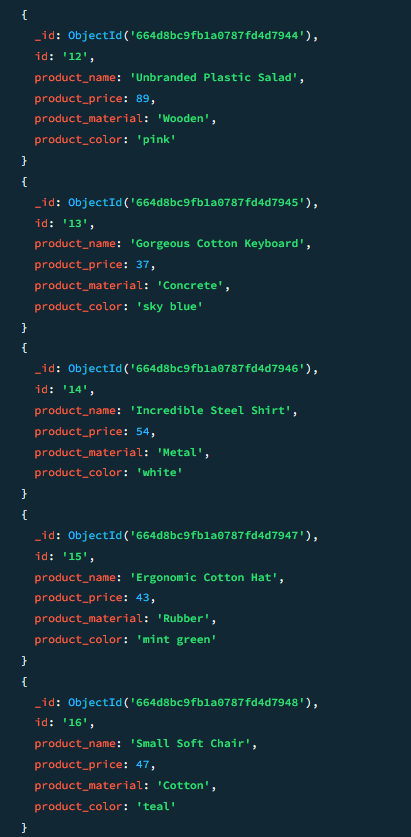 {
_id: ObjectId('664d8bc9fb1a0787fd4d7944'),
id: '12',
product_name: 'Unbranded Plastic Salad',
product_price: 89,
product_material: 'Wooden',
product_color: 'pink'
}
{
_id: ObjectId('664d8bc9fb1a0787fd4d7945'),
id: '13',
product_name: 'Gorgeous Cotton Keyboard',
product_price: 37,
product_material: 'Concrete',
product_color: 'sky blue'
}
{
_id: ObjectId('664d8bc9fb1a0787fd4d7946'),
id: '14',
product_name: 'Incredible Steel Shirt',
product_price: 54,
product_material: 'Metal',
product_color: 'white'
}
{
_id: ObjectId('664d8bc9fb1a0787fd4d7947'),
id: '15',
product_name: 'Ergonomic Cotton Hat',
product_price: 43,
product_material: 'Rubber',
product_color: 'mint green'
}
{
_id: ObjectId('664d8bc9fb1a0787fd4d7948'),
id: '16',
product_name: 'Small Soft Chair',
product_price: 47,
product_material: 'Cotton',
product_color: 'teal'
}